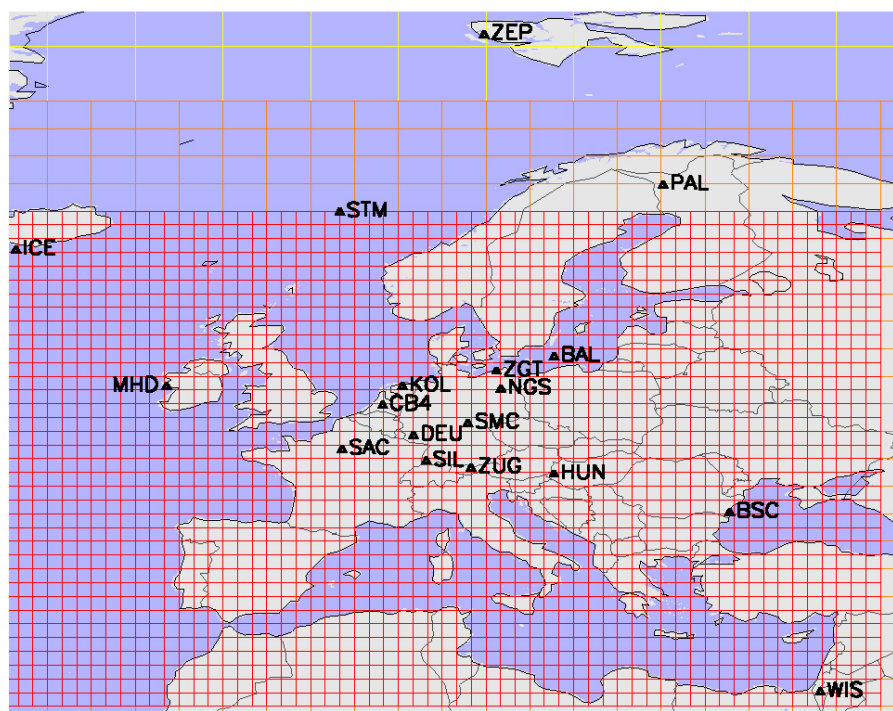 ZEP
PAL
STM
ICE
BAL
ZGT
MHD
KOL
NGS
CB4
SMC
DEU
SAC
SIL
ZUG
HUN
BSC
WIS